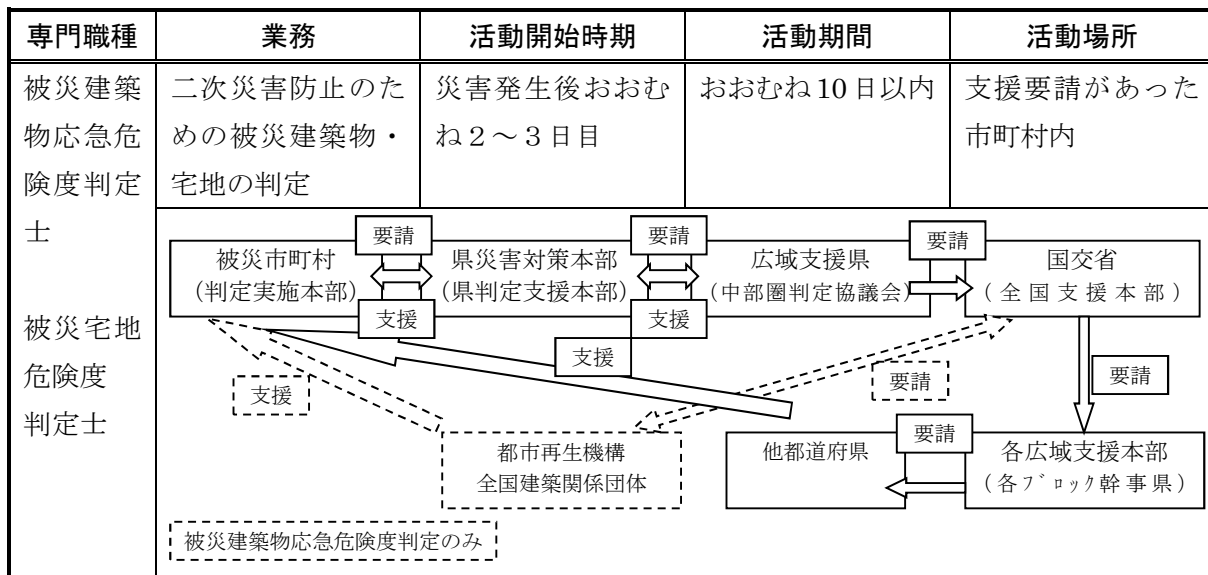 専門職種 業務 活動開始時期 活動期間 活動場所
被災建築
物応急危
険度判定
士
被災宅地
危険度
判定士
二次災害防止のた
めの被災建築物・
宅地の判定
災害発生後おおむ
ね２～３日目
おおむね10日以内
支援要請があった
市町村内
要請
要請
要請
被災市町村
（判定実施本部）
県災害対策本部
（県判定支援本部）
広域支援県
（中部圏判定協議会）
国交省
（全国支援本部）
支援
支援
支援
支援
要請
要請
都市再生機構
全国建築関係団体
他都道府県
要請
各広域支援本部
（各ﾌﾞﾛｯｸ幹事県）
被災建築物応急危険度判定のみ